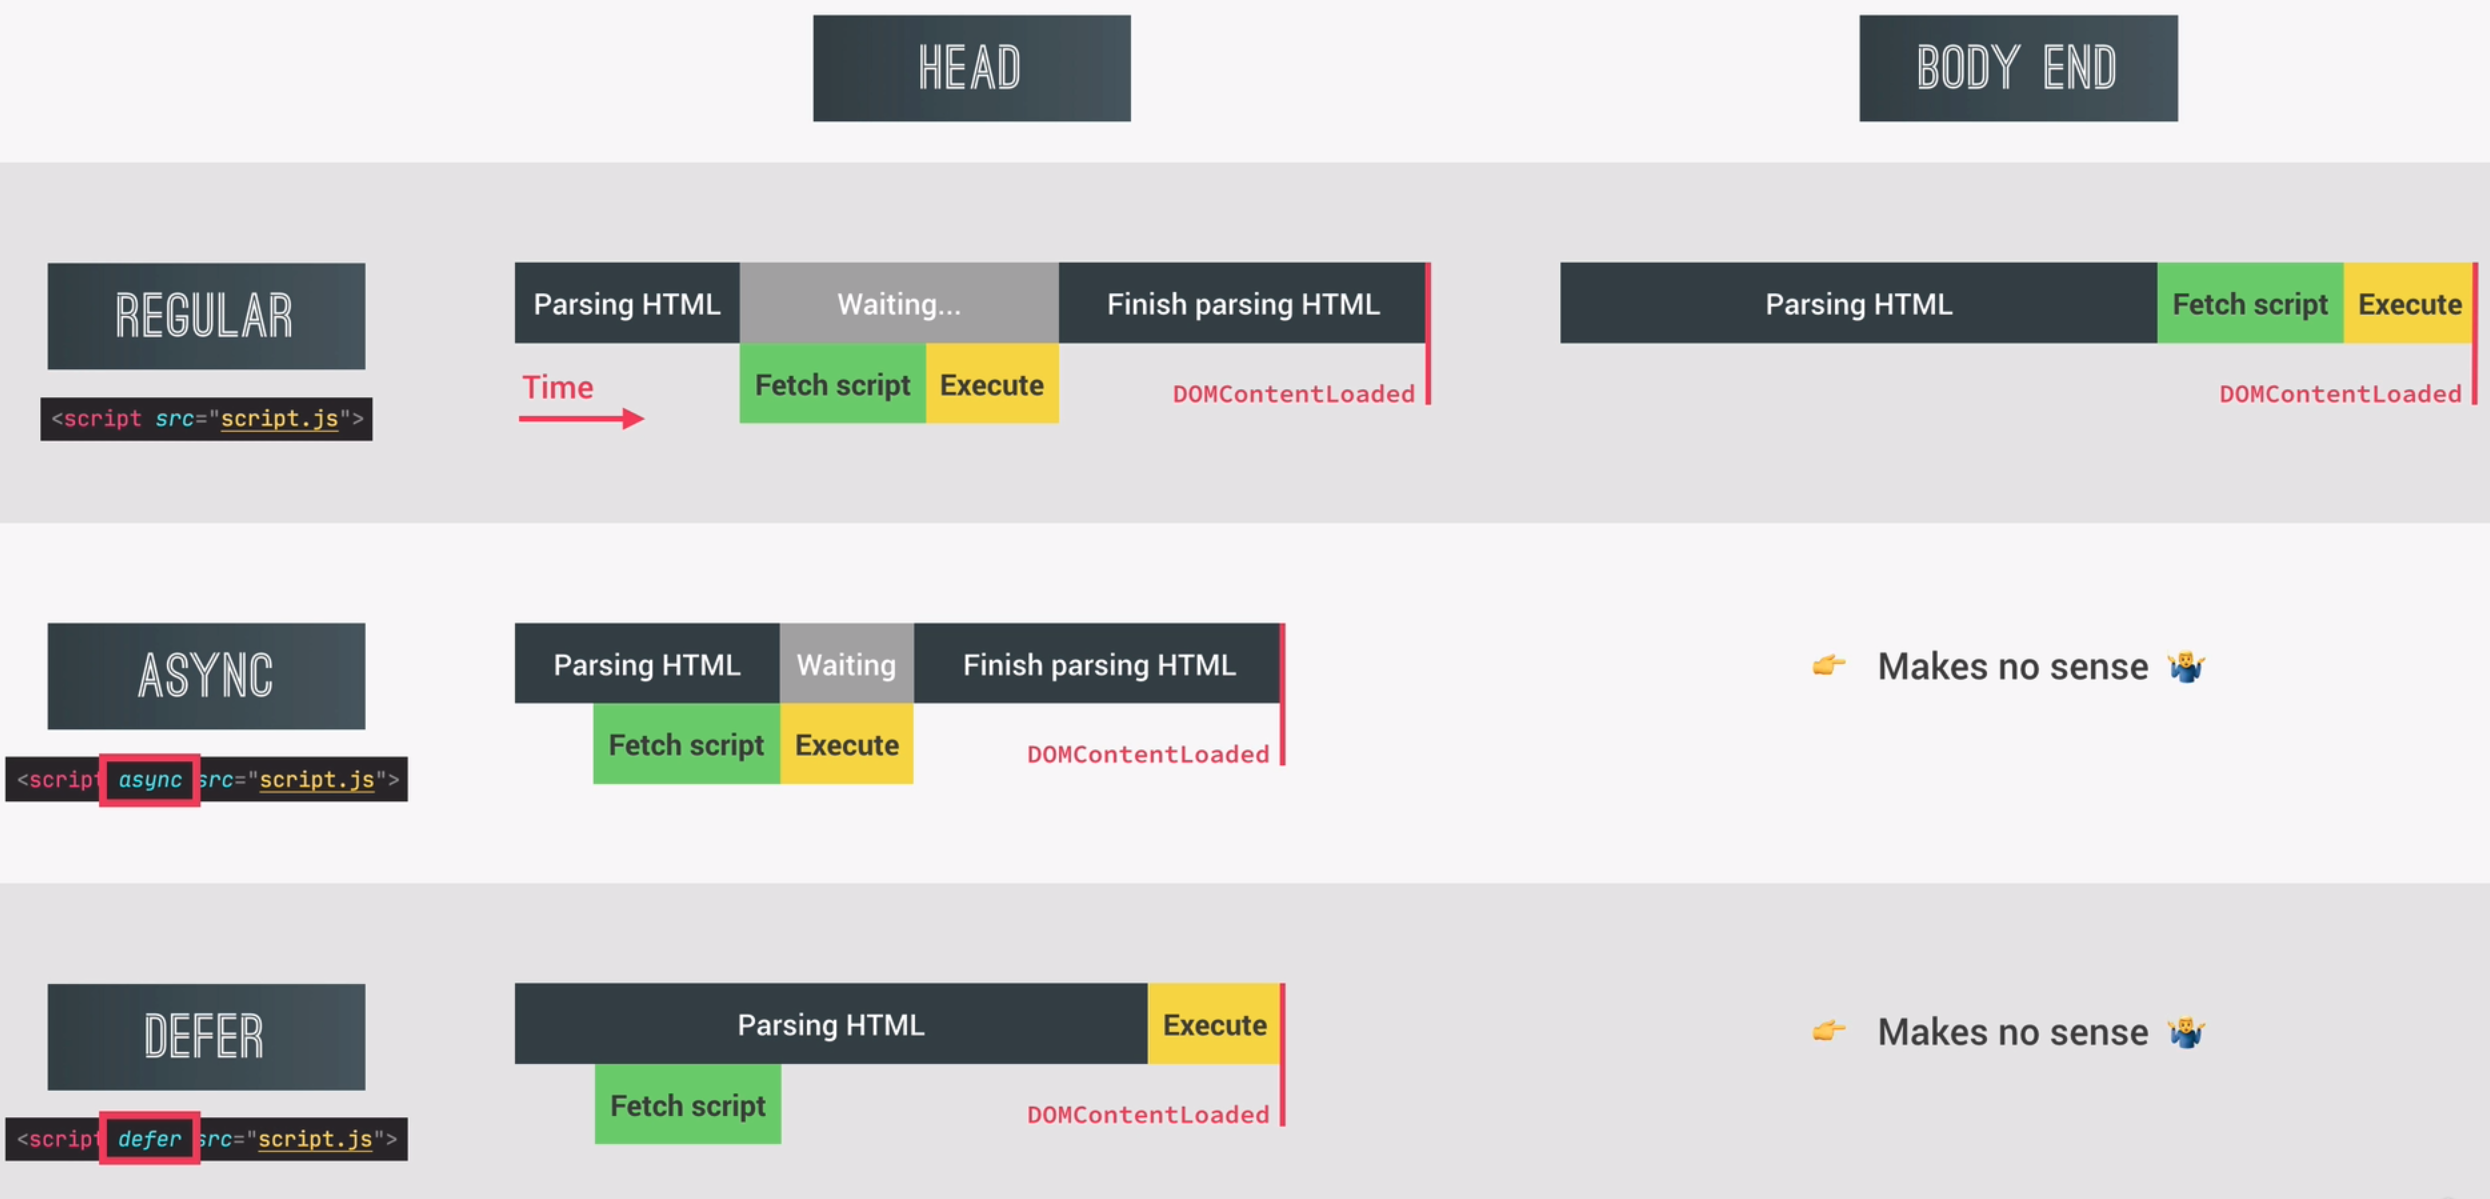 HEAD
BODY END
REGULAR
<script src="script.js">
Parsing HTML
Waiting...
Finish parsing HTML
Fetch script
Execute
Time
DOMContentLoaded
Parsing HTML
Fetch script
Execute
DOMContentLoaded
ASYNC
<script async src="script.js">
Parsing HTML
Waiting
Finish parsing HTML
Fetch script
Execute
DOMContentLoaded
👉 Makes no sense 🤷‍♂️
DEFER
<script defer src="script.js">
Parsing HTML
Execute
Fetch script
DOMContentLoaded
👉 Makes no sense 🤷‍♂️